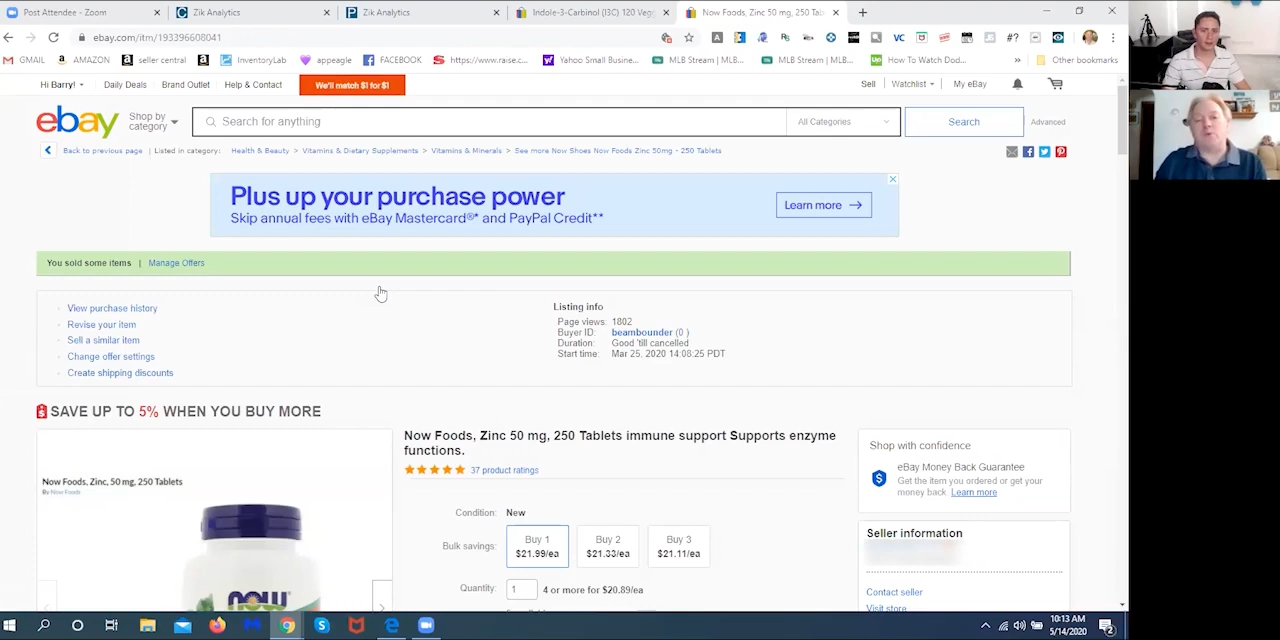 Post Attendee - Zoom
Zik Analytics
Zik Analytics
Indole-3-Carbinol (I3C) 120 Veg
Now Foods, Zinc 50 mg, 250 Tab
ebay.com/itm/193396608041
GMAIL
AMAZON
seller central
InventoryLab
appeagle
FACEBOOK
https://www.raise.c...
Yahoo Small Busine...
MLB Stream | MLB...
MLB Stream | MLB...
How To Watch Dod...
Other bookmarks
Hi Barry!
Daily Deals
Brand Outlet
Help & Contact
We'll match $1 for $1
Sell
Watchlist
My eBay
ebay
Shop by category
Search for anything
All Categories
Search
Advanced
Back to previous page | Listed in category: Health & Beauty > Vitamins & Dietary Supplements > Vitamins & Minerals > See more Now Shoes Now Foods Zinc 50mg - 250 Tablets
Plus up your purchase power
Skip annual fees with eBay Mastercard®* and PayPal Credit**
Learn more
You sold some items | Manage Offers
View purchase history
Revise your item
Sell a similar item
Change offer settings
Create shipping discounts
Listing info
Page views: 1802
Buyer ID: beambounder (0 )
Duration: Good 'till cancelled
Start time: Mar 25, 2020 14:08:25 PDT
SAVE UP TO 5% WHEN YOU BUY MORE
Now Foods, Zinc, 50 mg, 250 Tablets
By Now Foods
NOW
Now Foods, Zinc 50 mg, 250 Tablets immune support Supports enzyme
functions.
37 product ratings
Condition: New
Bulk savings:
Buy 1
$21.99/ea
Buy 2
$21.33/ea
Buy 3
$21.11/ea
Quantity: 1
4 or more for $20.89/ea
Shop with confidence
eBay Money Back Guarantee
Get the item you ordered or get your
money back. Learn more
Seller information
Contact seller
Visit store
10:13 AM
5/14/2020